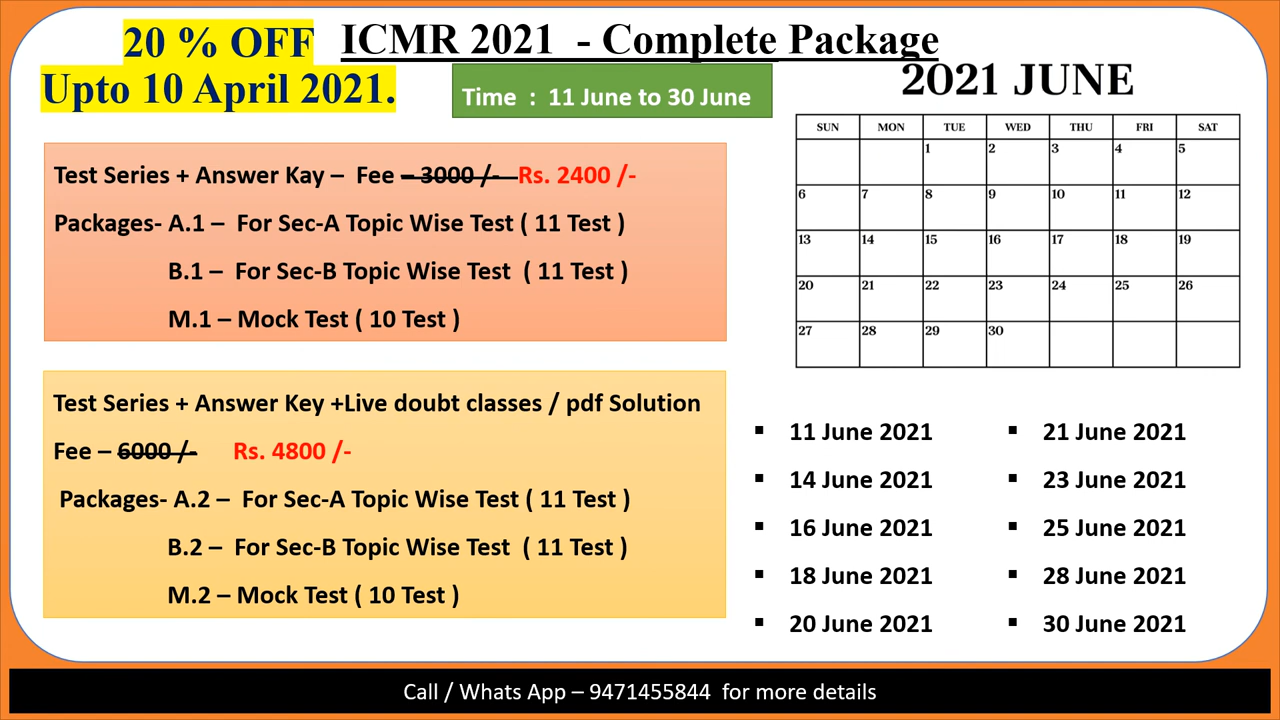 20 % OFF
Upto 10 April 2021.
ICMR 2021 - Complete Package
Time : 11 June to 30 June
Test Series + Answer Kay – Fee – 3000 /- Rs. 2400 /-
Packages- A.1 – For Sec-A Topic Wise Test ( 11 Test )
B.1 – For Sec-B Topic Wise Test ( 11 Test )
M.1 – Mock Test ( 10 Test )
Test Series + Answer Key +Live doubt classes / pdf Solution
Fee – 6000 /- Rs. 4800 /-
Packages- A.2 – For Sec-A Topic Wise Test ( 11 Test )
B.2 – For Sec-B Topic Wise Test ( 11 Test )
M.2 – Mock Test ( 10 Test )
2021 JUNE
SUN MON TUE WED THU FRI SAT
1 2 3 4 5
6 7 8 9 10 11 12
13 14 15 16 17 18 19
20 21 22 23 24 25 26
27 28 29 30
▪ 11 June 2021
▪ 14 June 2021
▪ 16 June 2021
▪ 18 June 2021
▪ 20 June 2021
▪ 21 June 2021
▪ 23 June 2021
▪ 25 June 2021
▪ 28 June 2021
▪ 30 June 2021
Call / Whats App – 9471455844 for more details